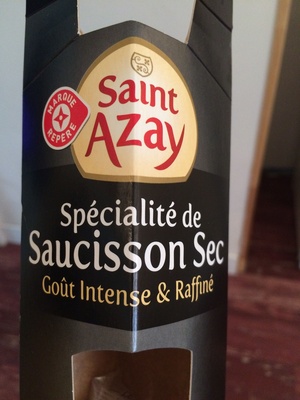 Saint
Azay
MARQUE
REPÈRE
Spécialité de
Saucisson Sec
Goût Intense & Raffiné